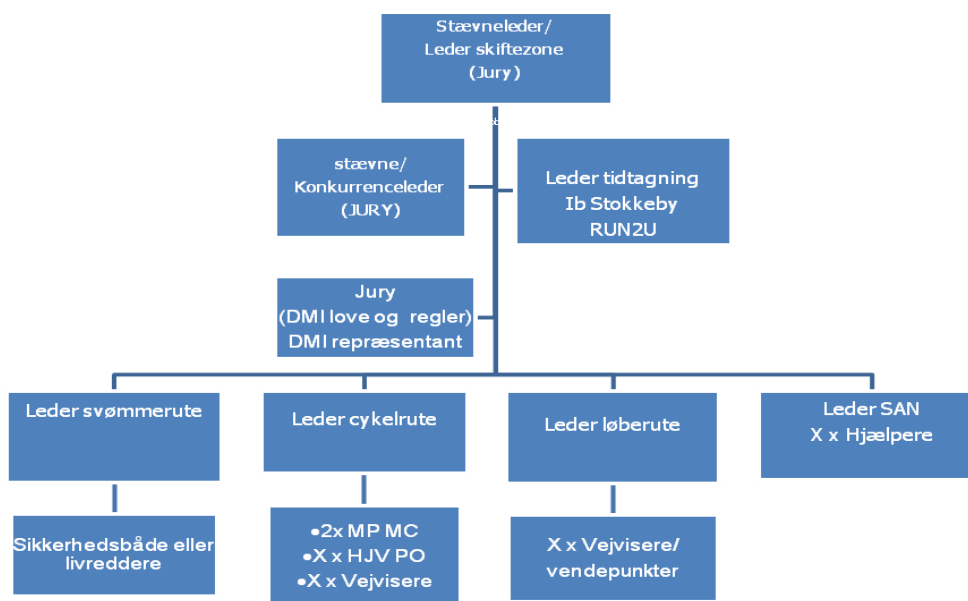 Stævneleder/
Leder skiftezone
(Jury)
stævne/
Konkurrenceleder
(JURY)
Leder tidtagning
Ib Stokkeby
RUN2U
Jury
(DMI love og regler)
DMI repræsentant
Leder svømmerute
Leder cykelrute
Leder løberute
Leder SAN
X x Hjælpere
Sikkerhedsbåde eller
livreddere
•2x MP MC
•X x HJV PO
•X x Vejvisere
X x Vejvisere/
vendepunkter